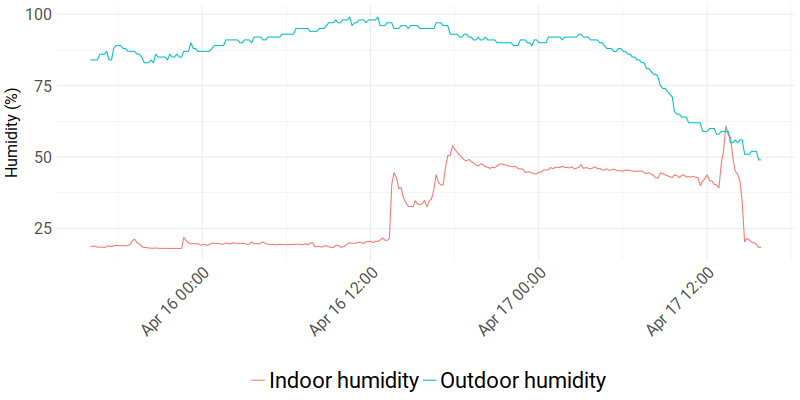 100
75
50
25
Humidity (%)
Apr 16 00:00
Apr 16 12:00
Apr 17 00:00
Apr 17 12:00
Indoor humidity
Outdoor humidity